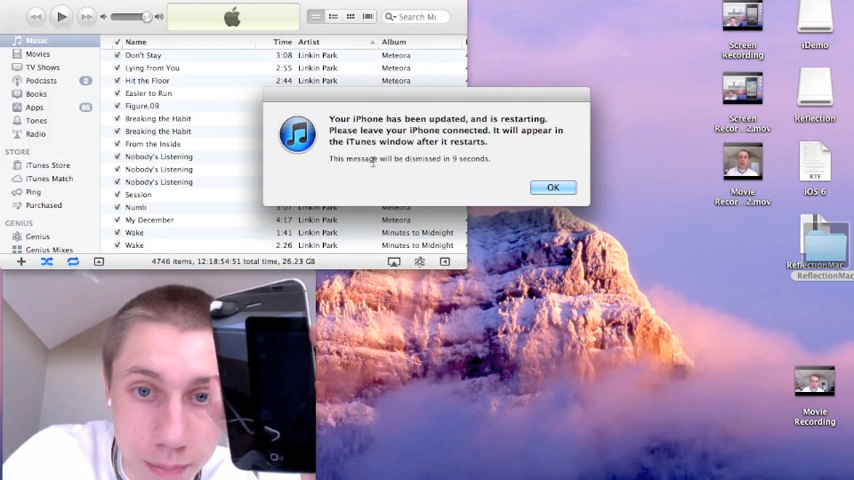 Search Mu
Music
Movies
TV Shows
Podcasts 2
Books
Apps 65
Tones
Radio
STORE
iTunes Store
iTunes Match
Ping
Purchased
GENIUS
Genius
Genius Mixes
Name Time Artist Album
Don't Stay 3:08 Linkin Park Meteora
Lying from You 2:55 Linkin Park Meteora
Hit the Floor 2:44 Linkin Park Meteora
Easier to Run
Figure.09
Breaking the Habit
Breaking the Habit
From the Inside
Nobody's Listening
Nobody's Listening
Nobody's Listening
Session
Numb 3:07 Linkin Park Meteora
My December 4:17 Linkin Park Meteora
Wake 1:41 Linkin Park Minutes to Midnight
Wake 2:26 Linkin Park Minutes to Midnight
4746 items, 12:18:54:51 total time, 26.23 GB
Your iPhone has been updated, and is restarting.
Please leave your iPhone connected. It will appear in
the iTunes window after it restarts.
This message will be dismissed in 9 seconds.
OK
Screen
Recording
iDemo
Screen
Recor...2.mov
Reflection
Movie
Recor...2.mov
RTF
iOS 6
ReflectionMac
ReflectionMac
Movie
Recording